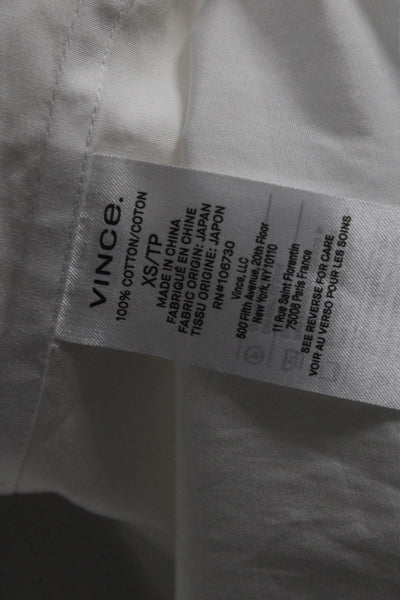 VINCE.
100% COTTON/COTON
XS/TP
MADE IN CHINA
FABRIQUÉ EN CHINE
FABRIC ORIGIN: JAPAN
TISSU ORIGINE: JAPON
RN#106730
Vince, LLC
500 Fifth Avenue, 20th Floor
New York, NY 10110
11 Rue Saint Florentin
75008 Paris France
SEE REVERSE FOR CARE
VOIR AU VERSO POUR LES SOINS